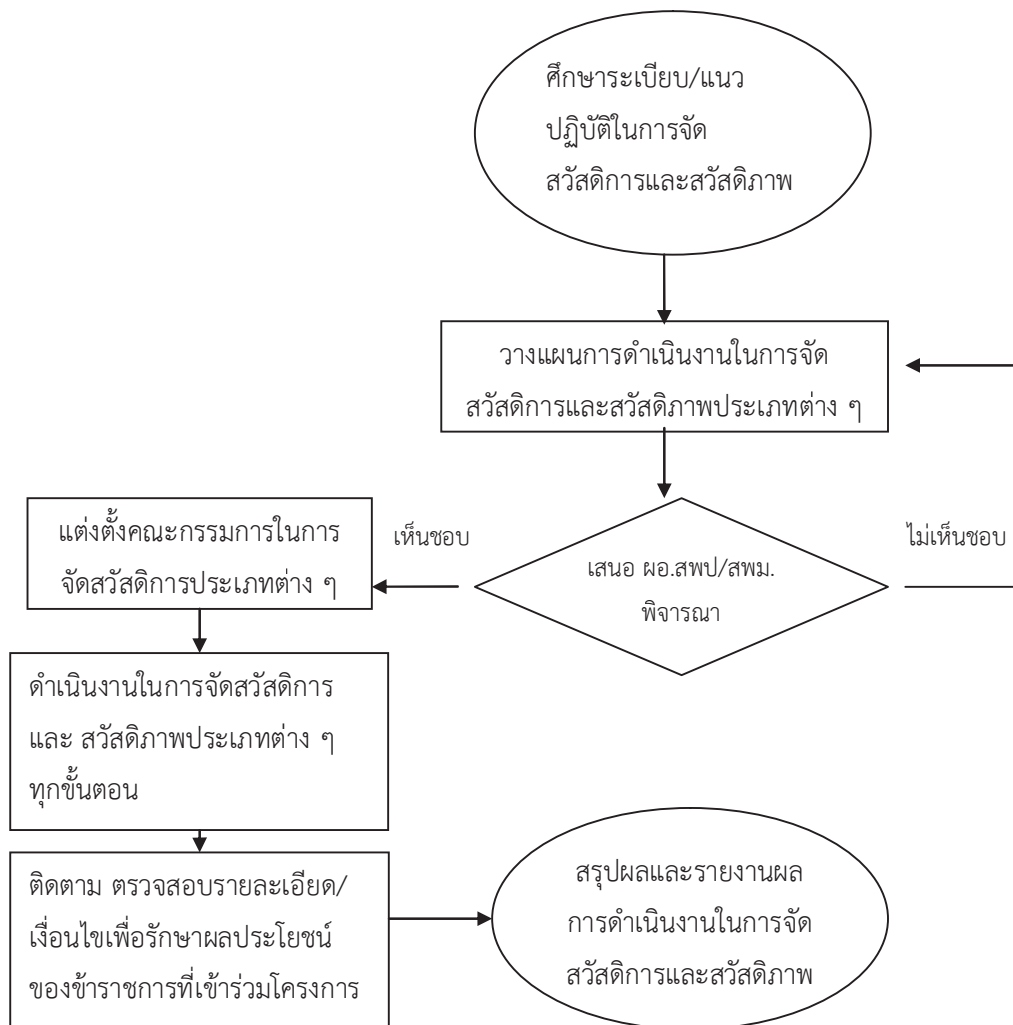 ศึกษาระเบียบ/แนว
ปฏิบัติในการจัด
สวัสดิการและสวัสดิภาพ
วางแผนการดำเนินงานในการจัด
สวัสดิการและสวัสดิภาพประเภทต่าง ๆ
เสนอ ผอ.สพป/สพม.
พิจารณา
ไม่เห็นชอบ
เห็นชอบ
แต่งตั้งคณะกรรมการในการ
จัดสวัสดิการประเภทต่าง ๆ
ดำเนินงานในการจัดสวัสดิการ
และ สวัสดิภาพประเภทต่าง ๆ
ทุกขั้นตอน
ติดตาม ตรวจสอบรายละเอียด/
เงื่อนไขเพื่อรักษาผลประโยชน์
ของข้าราชการที่เข้าร่วมโครงการ
สรุปผลและรายงานผล
การดำเนินงานในการจัด
สวัสดิการและสวัสดิภาพ